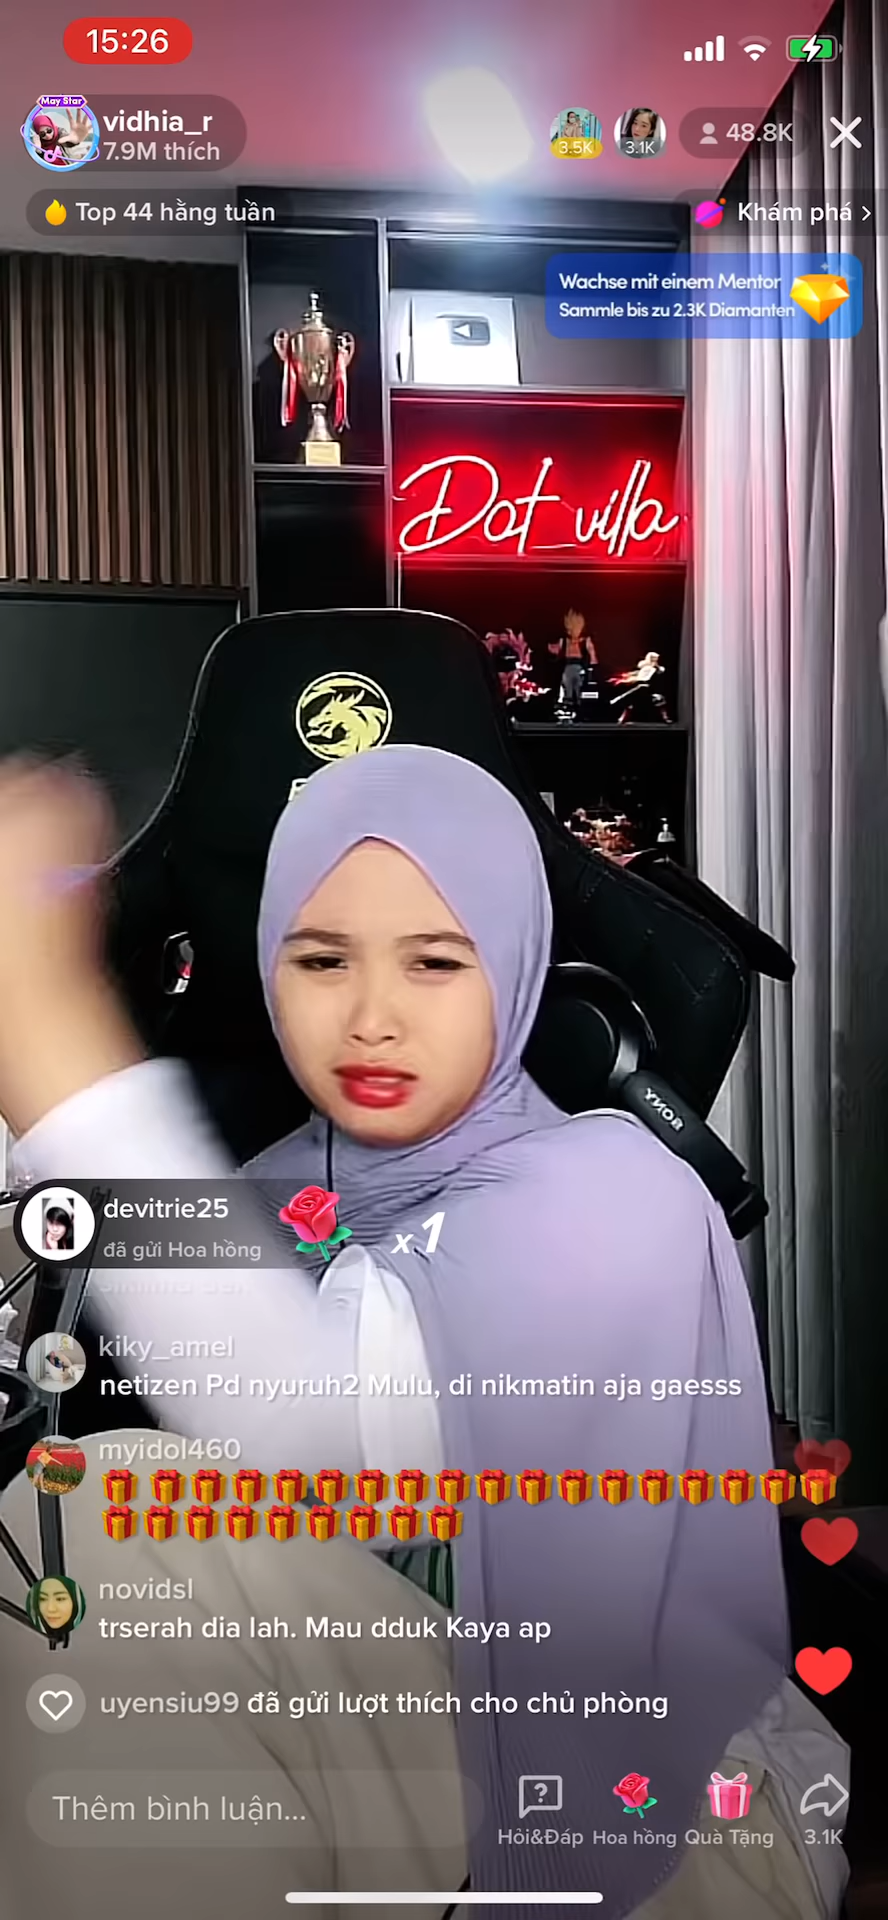 15:26
May Star
vidhia_r
7.9M thích
3.5K
3.1K
48.8K
Top 44 hằng tuần
Khám phá
Wachse mit einem Mentor
Sammle bis zu 2.3K Diamanten
Dot_villa
SONY
devitrie25
đã gửi Hoa hồng
x1
kiky_amel
netizen Pd nyuruh2 Mulu, di nikmatin aja gaesss
myidol460
novidsl
trserah dia lah. Mau dduk Kaya ap
uyensiu99 đã gửi lượt thích cho chủ phòng
Thêm bình luận...
Hỏi&Đáp
Hoa hồng
Quà Tặng
3.1K